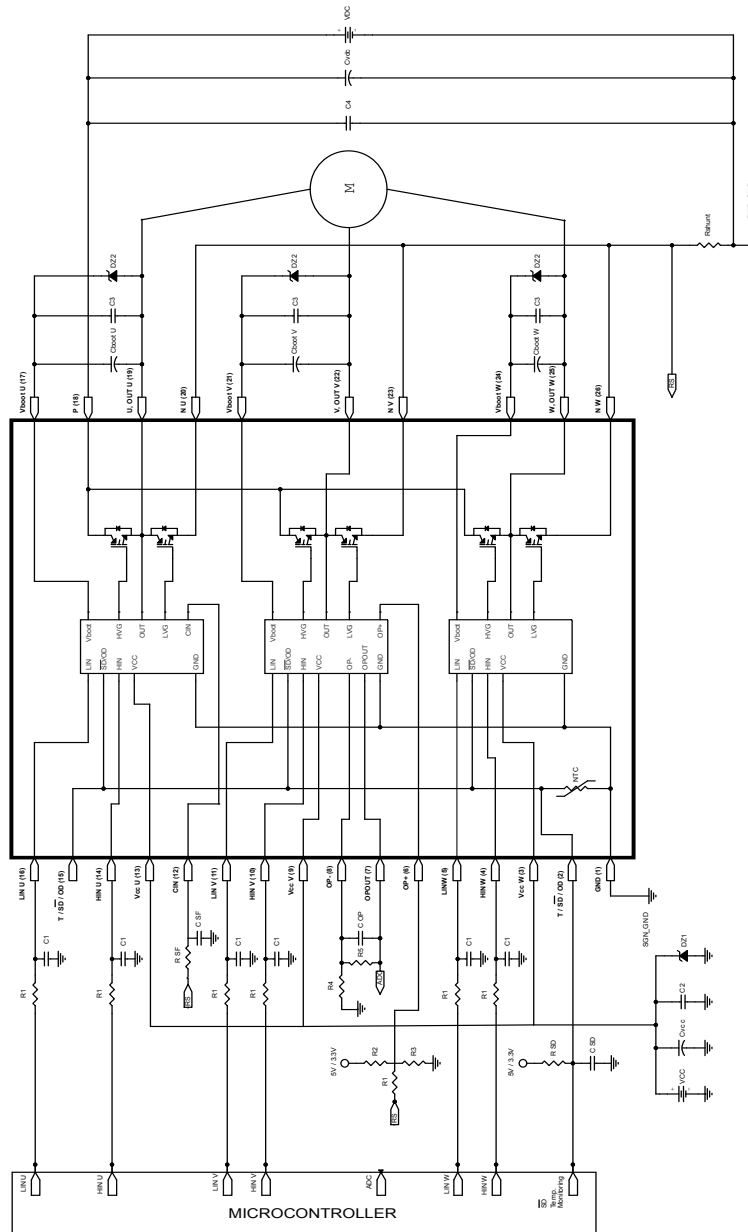 VDC
+
Cvdc
C4
M
Rshunt
DZ2
C3
Cboot U
DZ2
C3
Cboot V
DZ2
C3
Cboot W
RS
Vboot U (17)
P (18)
U, OUT U (19)
N U (20)
Vboot V (21)
V, OUT V (22)
N V (23)
Vboot W (24)
W, OUT W (25)
N W (26)
Vboot
HVG
OUT
LVG
CIN
LIN
SD/OD
HIN
VCC
GND
Vboot
HVG
OUT
LVG
OP+
LIN
SD/OD
HIN
VCC
OP-
OPOUT
GND
Vboot
HVG
OUT
LVG
LIN
SD/OD
HIN
VCC
GND
NTC
LIN U (16)
T / SD / OD (15)
HIN U (14)
Vcc U (13)
CIN (12)
LIN V (11)
HIN V (10)
Vcc V (9)
OP- (8)
OPOUT (7)
OP+ (6)
LIN W (5)
HIN W (4)
Vcc W (3)
T / SD / OD (2)
GND (1)
C1
C1
C SF
C1
C1
C OP
C1
C1
SGN_GND
R1
R1
R SF
RS
R1
R1
R4
R5
ADC
R1
R1
5V / 3.3V
R2
R3
R1
RS
5V / 3.3V
R SD
C SD
DZ1
C2
Cvcc
VCC
+
LIN U
HIN U
LIN V
HIN V
ADC
LIN W
HIN W
SD
Temp.
Monitoring
MICROCONTROLLER